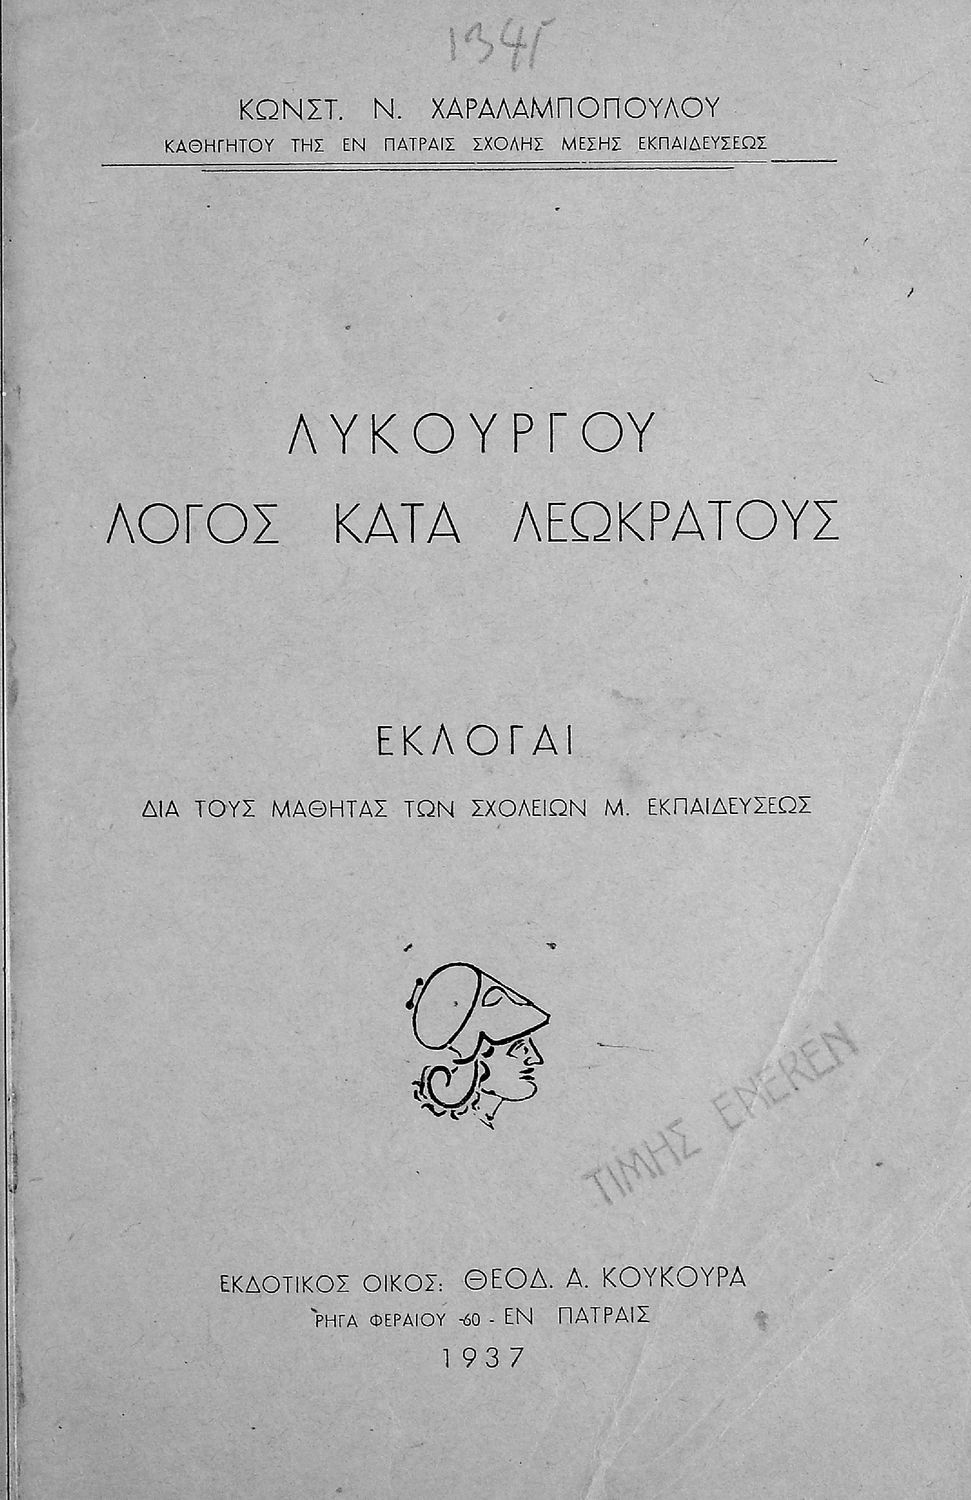 134
ΚΩΝΣΤ. Ν. ΧΑΡΑΛΑΜΠΟΠΟΥΛΟΥ
ΚΑΘΗΓΗΤΟΥ ΤΗΣ ΕΝ ΠΑΤΡΑΙΣ ΣΧΟΛΗΣ ΜΕΣΗΣ ΕΚΠΑΙΔΕΥΣΕΩΣ
ΛΥΚΟΥΡΓΟΥ
ΛΟΓΟΣ ΚΑΤΑ ΛΕΩΚΡΑΤΟΥΣ
ΕΚΛΟΓΑΙ
ΔΙΑ ΤΟΥΣ ΜΑΘΗΤΑΣ ΤΩΝ ΣΧΟΛΕΙΩΝ Μ. ΕΚΠΑΙΔΕΥΣΕΩΣ
ΤΙΜΗΣ ΕΝΕΚΕΝ
ΕΚΔΟΤΙΚΟΣ ΟΙΚΟΣ: ΘΕΟΔ. Α. ΚΟΥΚΟΥΡΑ
ΡΗΓΑ ΦΕΡΑΙΟΥ -60 - ΕΝ ΠΑΤΡΑΙΣ
1937